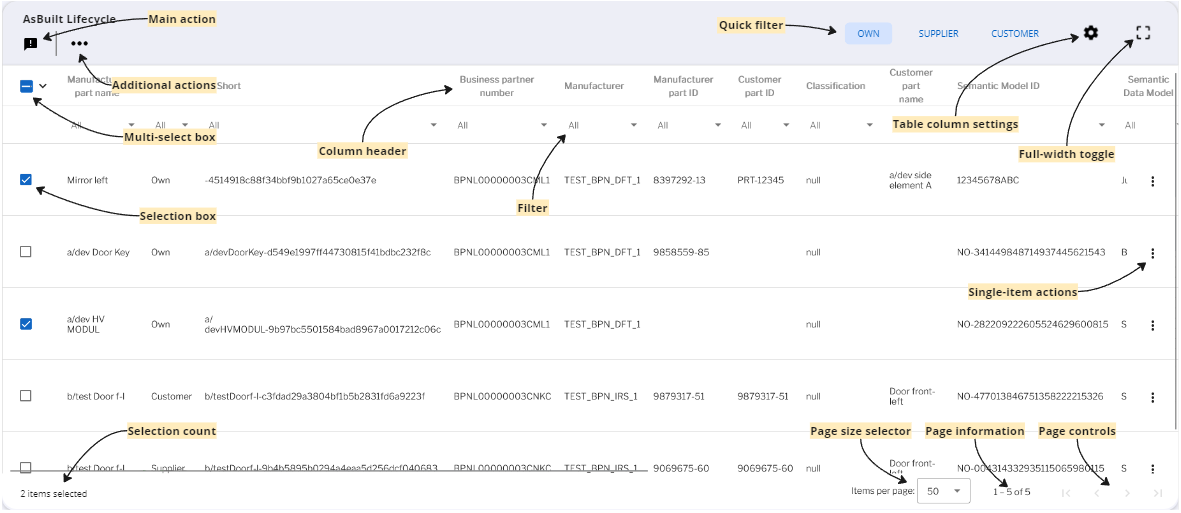 AsBuilt Lifecycle
Main action
Quick filter
OWN
SUPPLIER
CUSTOMER
Additional actions
part name
Short
Business partner
number
Manufacturer
Manufacturer
part ID
Customer
part ID
Classification
Customer
part
name
Semantic Model ID
Semantic
Data Model
All
All
All
All
All
All
All
All
All
Multi-select box
Column header
Table column settings
Full-width toggle
Mirror left
Own
-4514918c88f34bbf9b1027a65ce0e37e
BPNL00000003CML1
TEST_BPN_DFT_1
8397292-13
PRT-12345
null
a/dev side
element A
12345678ABC
Selection box
Filter
a/dev Door Key
Own
a/devDoorKey-d549e1997ff44730815f41bdbc232f8c
BPNL00000003CML1
TEST_BPN_DFT_1
9858559-85
null
NO-341449848714937445621543
B
Single-item actions
a/dev HV
MODUL
Own
a/
devHVMODUL-9b97bc5501584bad8967a0017212c06c
BPNL00000003CML1
TEST_BPN_DFT_1
null
NO-282209222605524629600815
S
b/test Door f-l
Customer
b/testDoorf-l-c3fdad29a3804bf1b5b2831fd6a9223f
BPNL00000003CNKC
TEST_BPN_IRS_1
9879317-51
9879317-51
null
Door front-
left
NO-477013846751358222215326
S
Selection count
Page size selector
Page information
Page controls
b/test Door f-l
Supplier
b/testDoorf-l-9b4b5895b0294a4eaa5d256dcf040683
BPNL00000003CNKC
TEST_BPN_IRS_1
9069675-60
9069675-60
null
Door front-
left
NO-004314332935115065980115
S
2 items selected
Items per page:
50
1 – 5 of 5